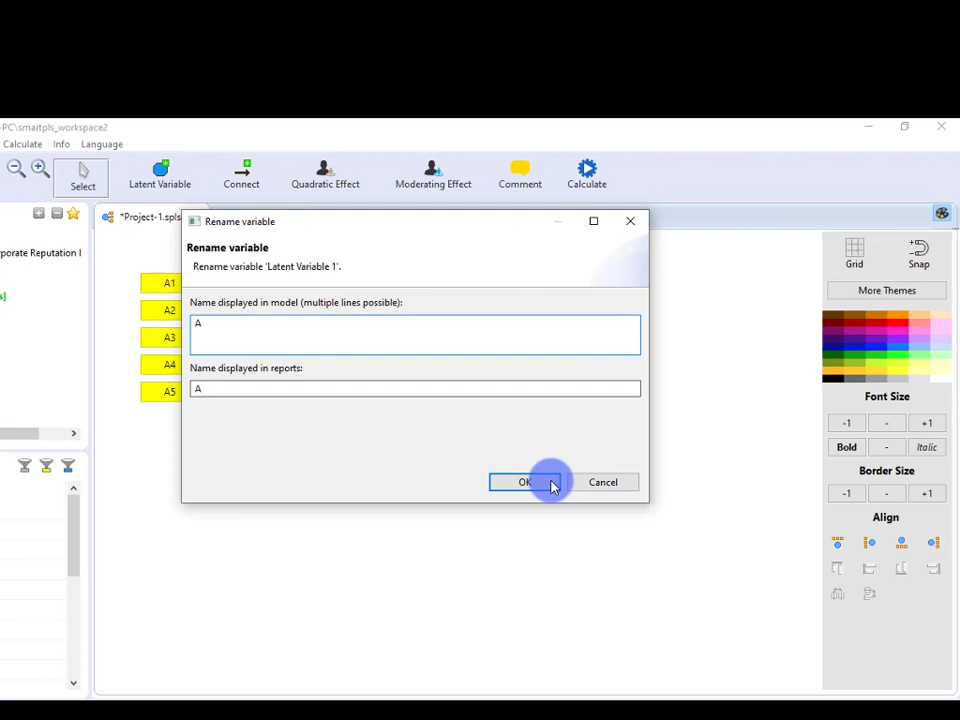 -PC\smartpls_workspace2
Calculate Info Language
Select
Latent Variable
Connect
Quadratic Effect
Moderating Effect
Comment
Calculate
*Project-1.spls
Rename variable
Rename variable
Rename variable 'Latent Variable 1'.
Name displayed in model (multiple lines possible):
A
Name displayed in reports:
A
OK
Cancel
A1
A2
A3
A4
A5
Grid
Snap
More Themes
Font Size
-1 - +1
Bold - Italic
Border Size
-1 - +1
Align